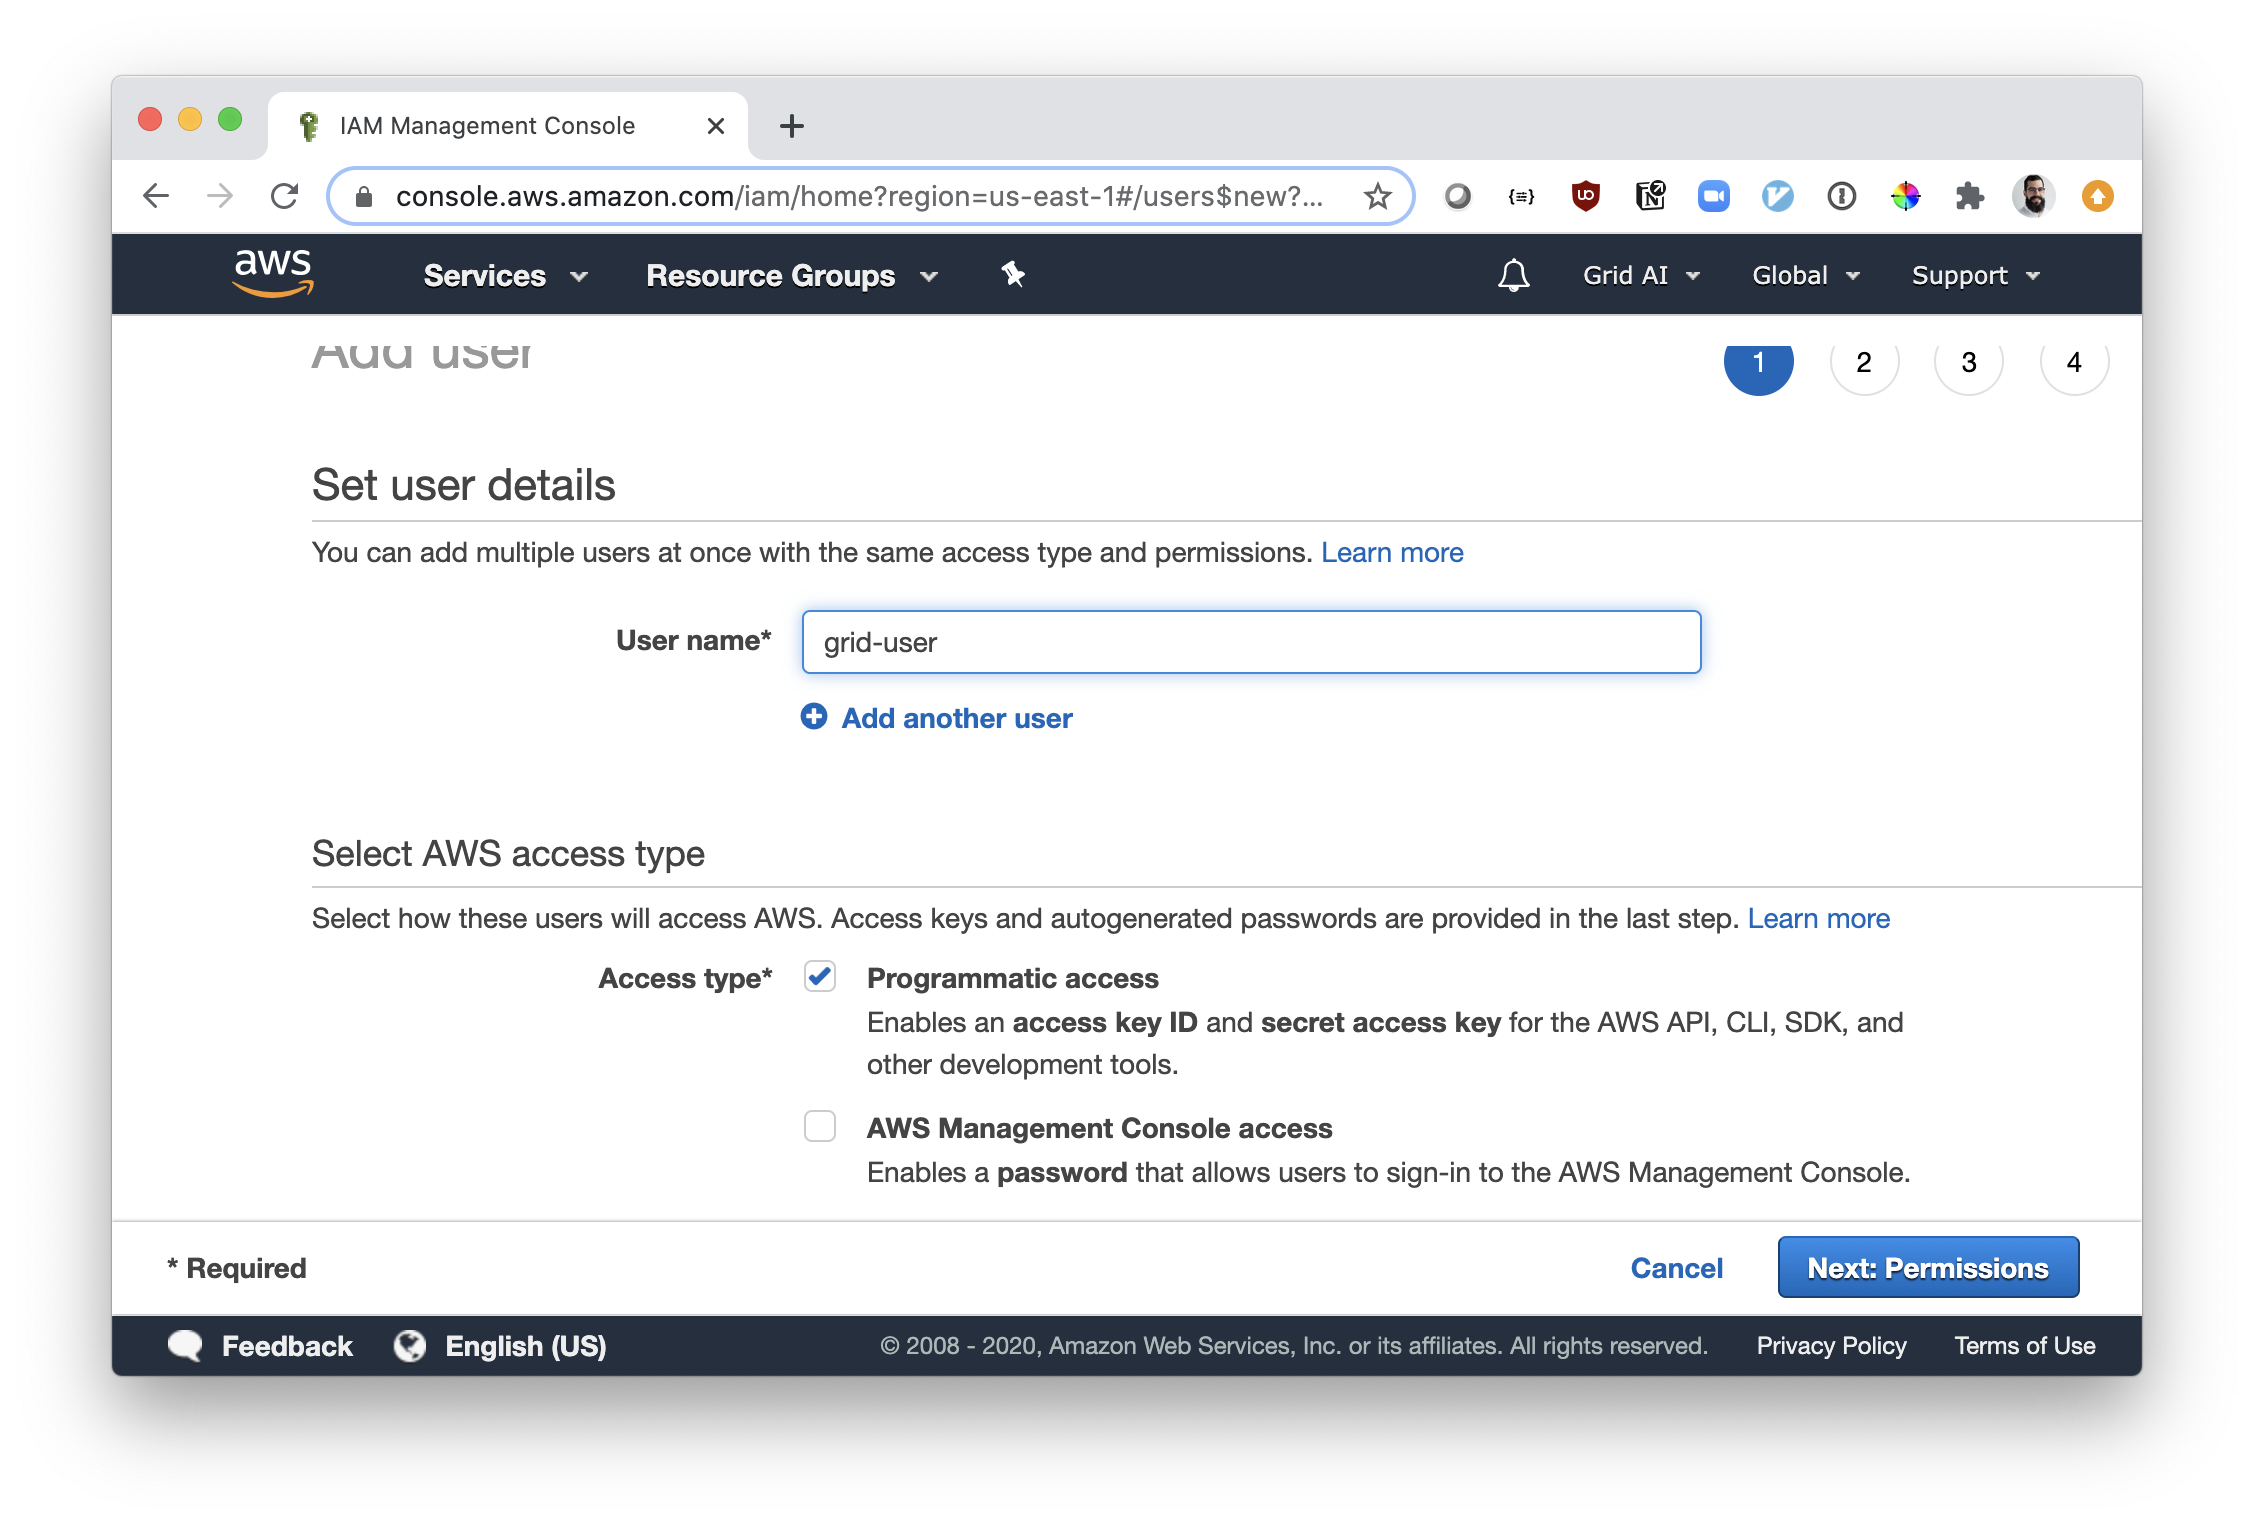 IAM Management Console
console.aws.amazon.com/iam/home?region=us-east-1#/users$new?...
aws Services Resource Groups Grid AI Global Support
Add user 1 2 3 4
Set user details
You can add multiple users at once with the same access type and permissions. Learn more
User name* grid-user
Add another user
Select AWS access type
Select how these users will access AWS. Access keys and autogenerated passwords are provided in the last step. Learn more
Access type* Programmatic access
Enables an access key ID and secret access key for the AWS API, CLI, SDK, and
other development tools.
AWS Management Console access
Enables a password that allows users to sign-in to the AWS Management Console.
* Required Cancel Next: Permissions
Feedback English (US) © 2008 - 2020, Amazon Web Services, Inc. or its affiliates. All rights reserved. Privacy Policy Terms of Use